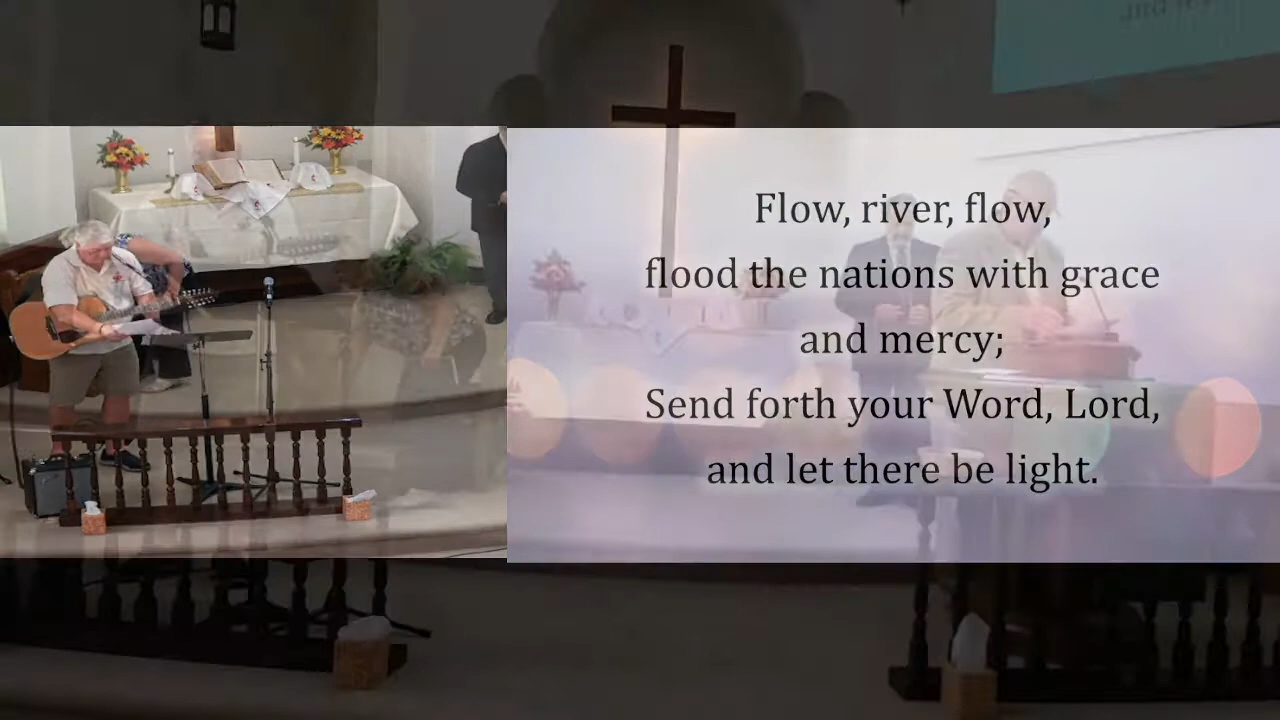 Flow, river, flow,
flood the nations with grace
and mercy;
Send forth your Word, Lord,
and let there be light.